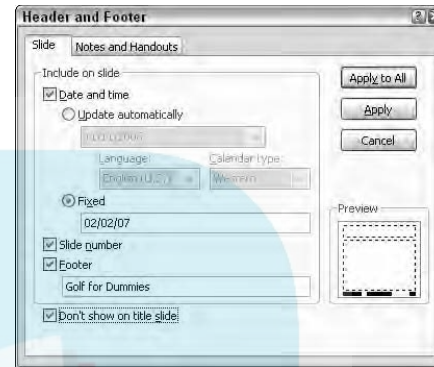 Header and Footer
Slide
Notes and Handouts
Include on slide
Date and time
Update automatically
Language:
Calendar type:
English (U.S.)
Western
Fixed
02/02/07
Slide number
Footer
Golf for Dummies
Don't show on title slide
Apply to All
Apply
Cancel
Preview